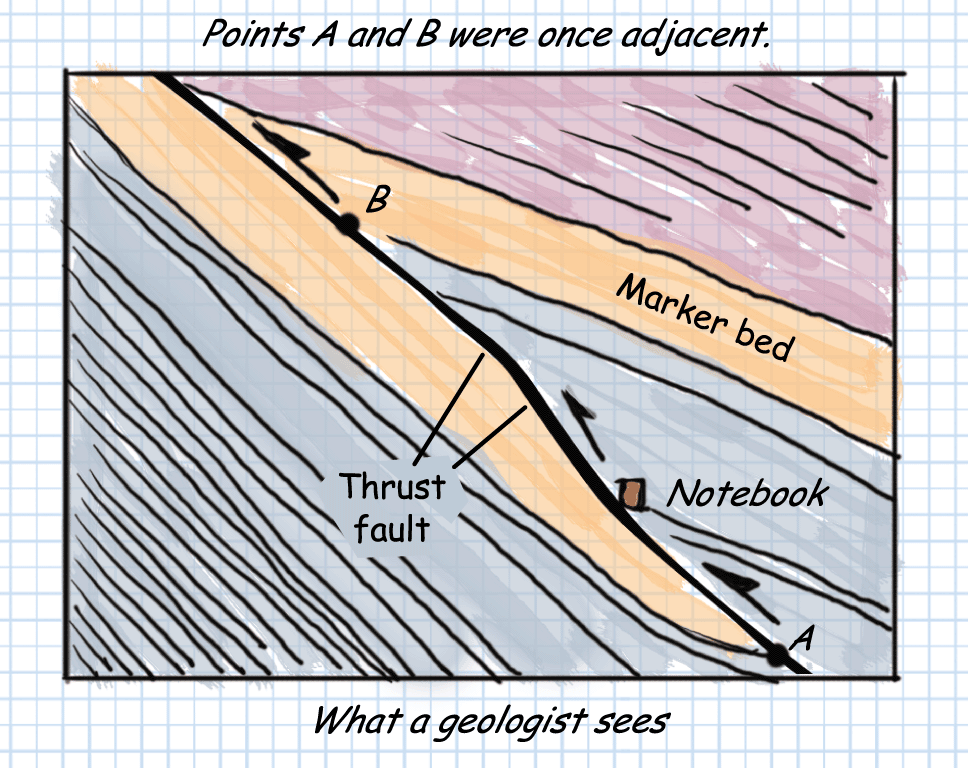 Points A and B were once adjacent.
B
Marker bed
Thrust
fault
Notebook
A
What a geologist sees